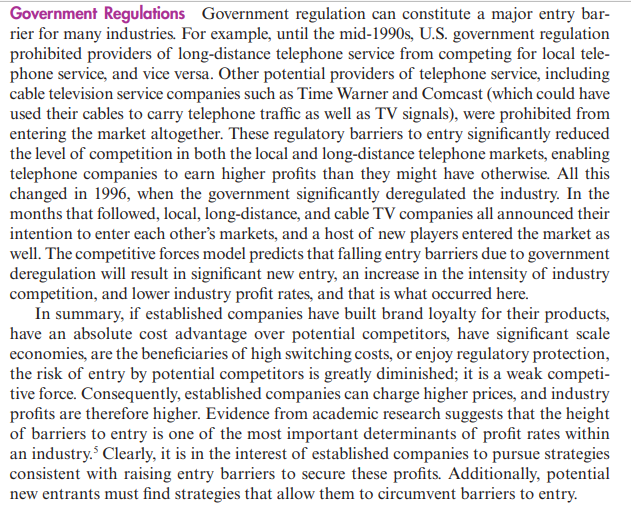 Government Regulations Government regulation can constitute a major entry bar-
rier for many industries. For example, until the mid-1990s, U.S. government regulation
prohibited providers of long-distance telephone service from competing for local tele-
phone service, and vice versa. Other potential providers of telephone service, including
cable television service companies such as Time Warner and Comcast (which could have
used their cables to carry telephone traffic as well as TV signals), were prohibited from
entering the market altogether. These regulatory barriers to entry significantly reduced
the level of competition in both the local and long-distance telephone markets, enabling
telephone companies to earn higher profits than they might have otherwise. All this
changed in 1996, when the government significantly deregulated the industry. In the
months that followed, local, long-distance, and cable TV companies all announced their
intention to enter each other's markets, and a host of new players entered the market as
well. The competitive forces model predicts that falling entry barriers due to government
deregulation will result in significant new entry, an increase in the intensity of industry
competition, and lower industry profit rates, and that is what occurred here.
In summary, if established companies have built brand loyalty for their products,
have an absolute cost advantage over potential competitors, have significant scale
economies, are the beneficiaries of high switching costs, or enjoy regulatory protection,
the risk of entry by potential competitors is greatly diminished; it is a weak competi-
tive force. Consequently, established companies can charge higher prices, and industry
profits are therefore higher. Evidence from academic research suggests that the height
of barriers to entry is one of the most important determinants of profit rates within
an industry.5 Clearly, it is in the interest of established companies to pursue strategies
consistent with raising entry barriers to secure these profits. Additionally, potential
new entrants must find strategies that allow them to circumvent barriers to entry.